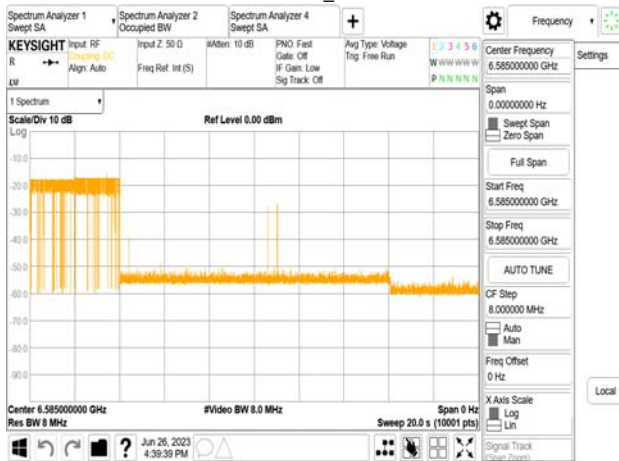 Spectrum Analyzer 1
Swept SA
Spectrum Analyzer 2
Occupied BW
Spectrum Analyzer 4
Swept SA
Frequency
KEYSIGHT
R
Input: RF
Coupling: DC
Align: Auto
Input Z: 50 Ω
Freq Ref: Int (S)
#Atten: 10 dB
PNO: Fast
Gate: Off
IF Gain: Low
Sig Track: Off
Avg Type: Voltage
Trig: Free Run
1 2 3 4 5 6
W W W W W W
P N N N N N
1 Spectrum
Scale/Div 10 dB
Ref Level 0.00 dBm
Log
-10.0
-20.0
-30.0
-40.0
-50.0
-60.0
-70.0
-80.0
-90.0
Center 6.585000000 GHz
#Video BW 8.0 MHz
Span 0 Hz
Res BW 8 MHz
Sweep 20.0 s (10001 pts)
Jun 26, 2023
4:39:39 PM
Center Frequency
6.585000000 GHz
Settings
Span
0.00000000 Hz
Swept Span
Zero Span
Full Span
Start Freq
6.585000000 GHz
Stop Freq
6.585000000 GHz
AUTO TUNE
CF Step
8.000000 MHz
Auto
Man
Freq Offset
0 Hz
X Axis Scale
Log
Lin
Local
Signal Track
(Span Zoom)